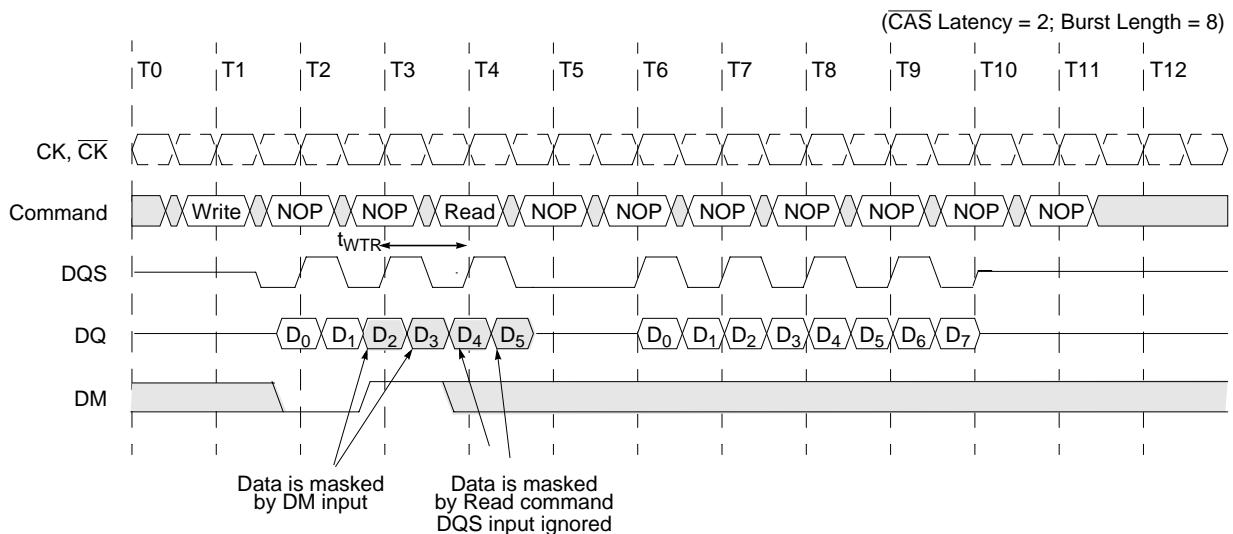 (CAS Latency = 2; Burst Length = 8)
T0 T1 T2 T3 T4 T5 T6 T7 T8 T9 T10 T11 T12
CK, CK
Command Write NOP NOP Read NOP NOP NOP NOP NOP NOP NOP
tWTR
DQS
DQ D0 D1 D2 D3 D4 D5 D0 D1 D2 D3 D4 D5 D6 D7
DM
Data is masked
by DM input
Data is masked
by Read command
DQS input ignored